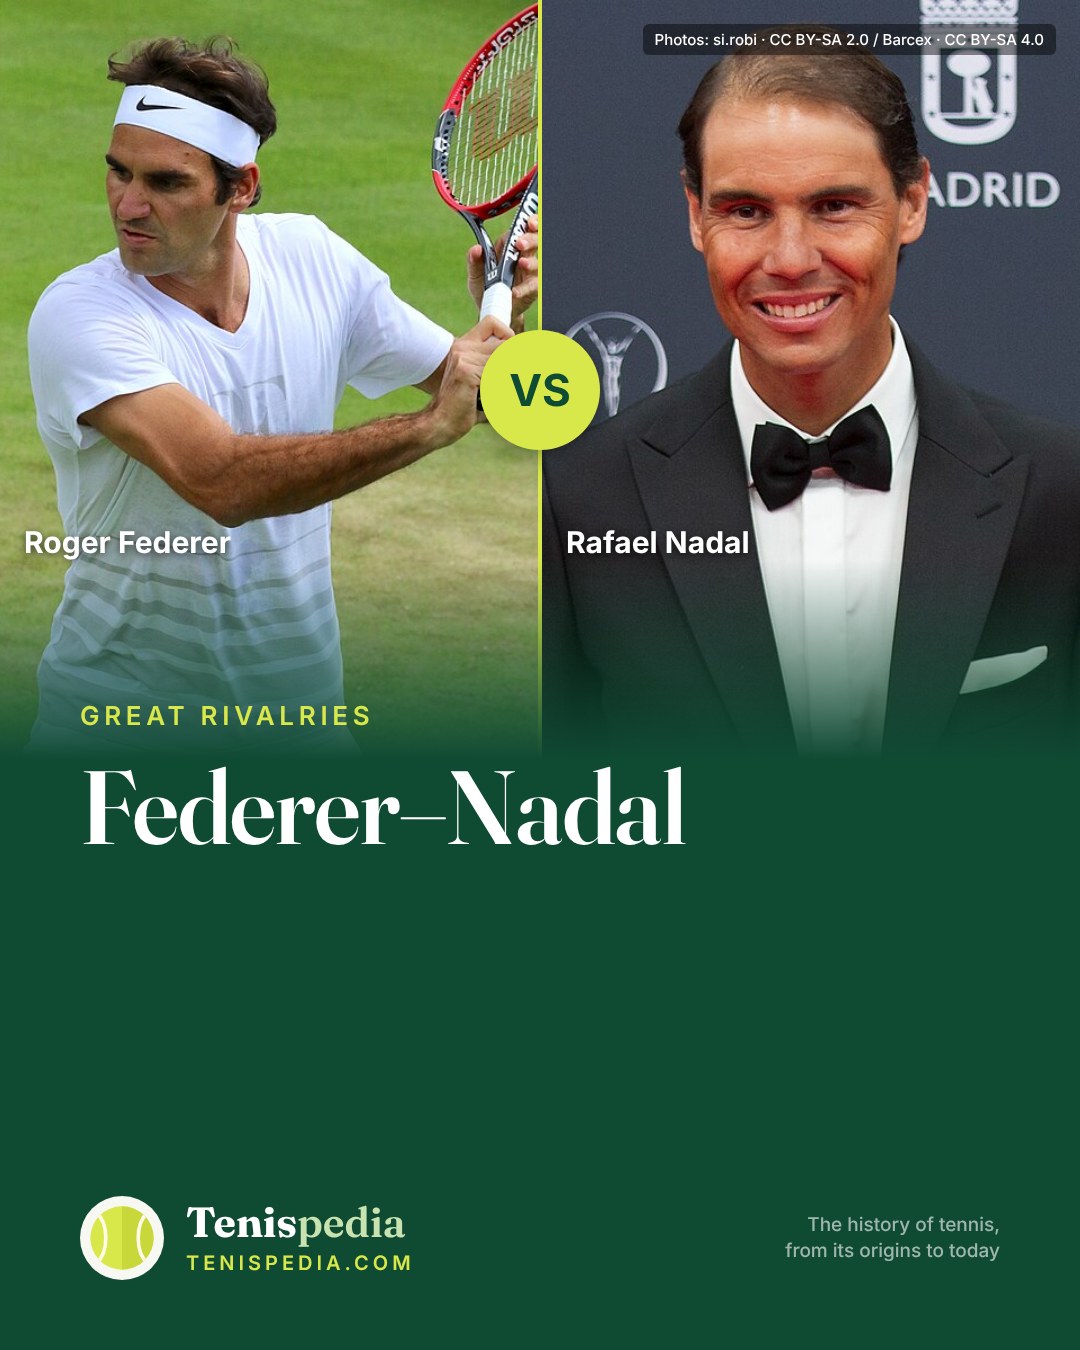 Photos: si.robi · CC BY-SA 2.0 / Barcex · CC BY-SA 4.0
ADRID
VS
Roger Federer
Rafael Nadal
GREAT RIVALRIES
Federer–Nadal
Tenispedia
TENISPEDIA.COM
The history of tennis,
from its origins to today